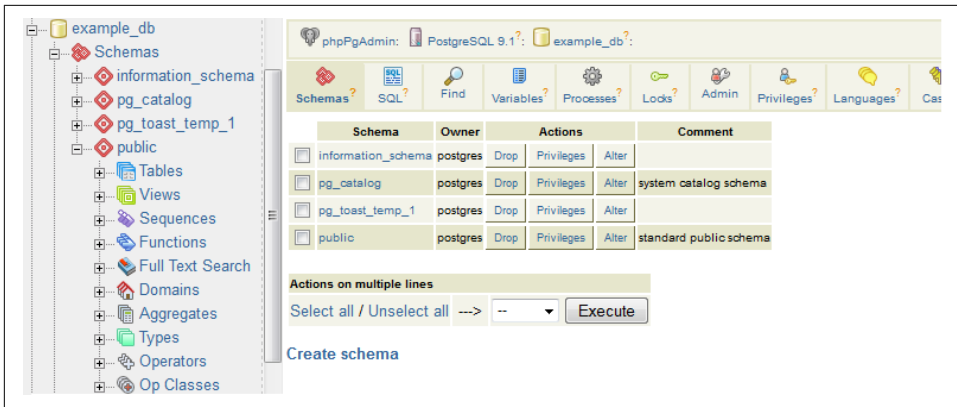 example_db
Schemas
information_schema
pg_catalog
pg_toast_temp_1
public
Tables
Views
Sequences
Functions
Full Text Search
Domains
Aggregates
Types
Operators
Op Classes
phpPgAdmin: PostgreSQL 9.1?: example_db?:
Schemas? SQL? Find Variables? Processes? Locks? Admin Privileges? Languages? Cas
Schema Owner Actions Comment
information_schema postgres Drop Privileges Alter
pg_catalog postgres Drop Privileges Alter system catalog schema
pg_toast_temp_1 postgres Drop Privileges Alter
public postgres Drop Privileges Alter standard public schema
Actions on multiple lines
Select all / Unselect all ---> -- Execute
Create schema